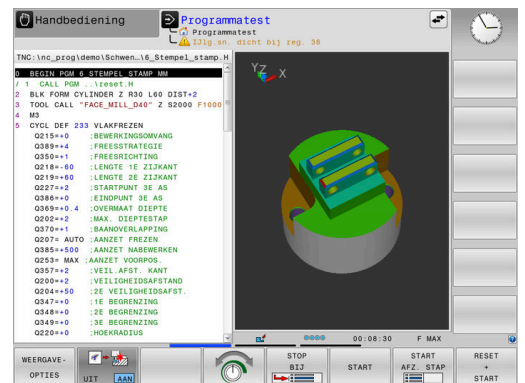 Handbediening
Programmatest
Programmatest
TNC:\nc_prog\demo\Schwen…\6_Stempel_stamp.H
0 BEGIN PGM 6_STEMPEL_STAMP MM
/ 1 CALL PGM ..\reset.H
2 BLK FORM CYLINDER Z R30 L60 DIST+2
3 TOOL CALL "FACE_MILL_D40" Z S2000 F1000
4 M3
5 CYCL DEF 233 VLAKFREZEN
Q215=+0 ;BEWERKINGSOMVANG
Q389=+4 ;FREESSTRATEGIE
Q350=+1 ;FREESRICHTING
Q218=-60 ;LENGTE 1E ZIJKANT
Q219=+60 ;LENGTE 2E ZIJKANT
Q227=+2 ;STARTPUNT 3E AS
Q386=+0 ;EINDPUNT 3E AS
Q369=+0.4 ;OVERMAAT DIEPTE
Q202=+2 ;MAX. DIEPTESTAP
Q370=+1 ;BAANOVERLAPPING
Q207= AUTO ;AANZET FREZEN
Q385=+500 ;AANZET NABEWERKEN
Q253= MAX ;AANZET VOORPOS.
Q357=+2 ;VEIL.AFST. KANT
Q200=+2 ;VEILIGHEIDSAFSTAND
Q204=+50 ;2E VEILIGHEIDSAFST.
Q347=+0 ;1E BEGRENZING
Q348=+0 ;2E BEGRENZING
Q349=+0 ;3E BEGRENZING
Q220=+0 ;HOEKRADIUS
Y Z X
00:08:30 F MAX
WEERGAVE-
OPTIES
UIT AAN
STOP
BIJ
START
START
AFZ. STAP
RESET
+
START